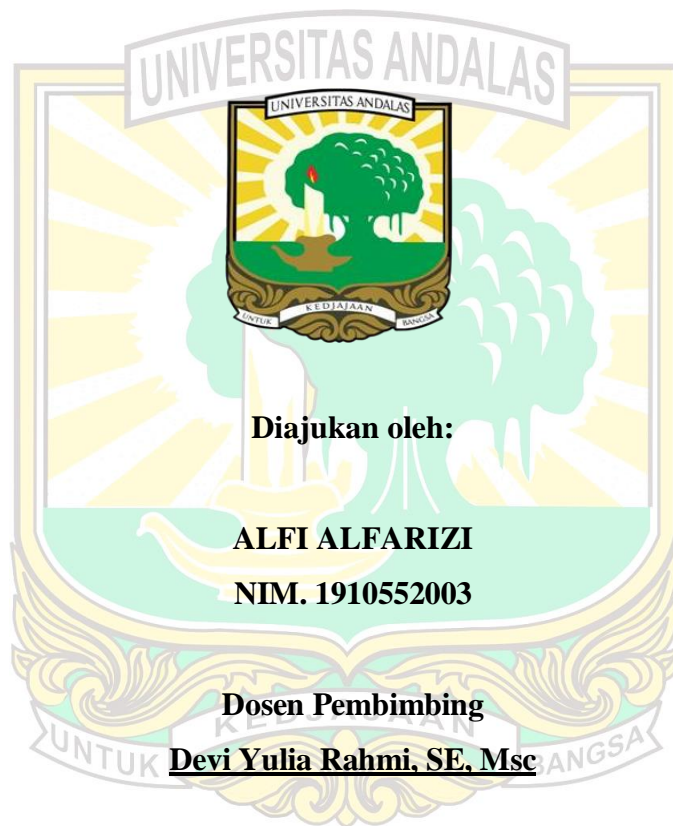 UNIVERSITAS ANDALAS
UNIVERSITAS ANDALAS
UNTUK KEDJAJAAN BANGSA
Diajukan oleh:
ALFI ALFARIZI
NIM. 1910552003
Dosen Pembimbing
KEDJAJAAN
Devi Yulia Rahmi, SE, Msc
UNTUK BANGSA